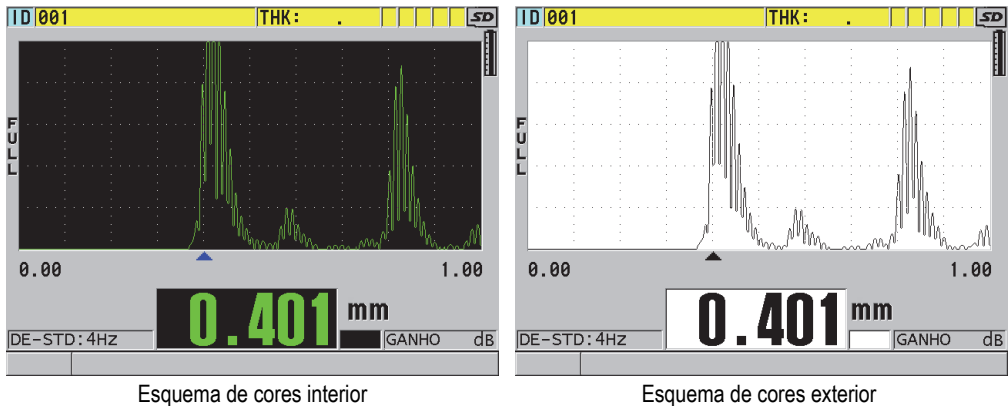 ID 001 THK: . SD
FULL
0.00 1.00
0.401 mm
DE-STD:4Hz GANHO dB
Esquema de cores interior
ID 001 THK: . SD
FULL
0.00 1.00
0.401 mm
DE-STD:4Hz GANHO dB
Esquema de cores exterior